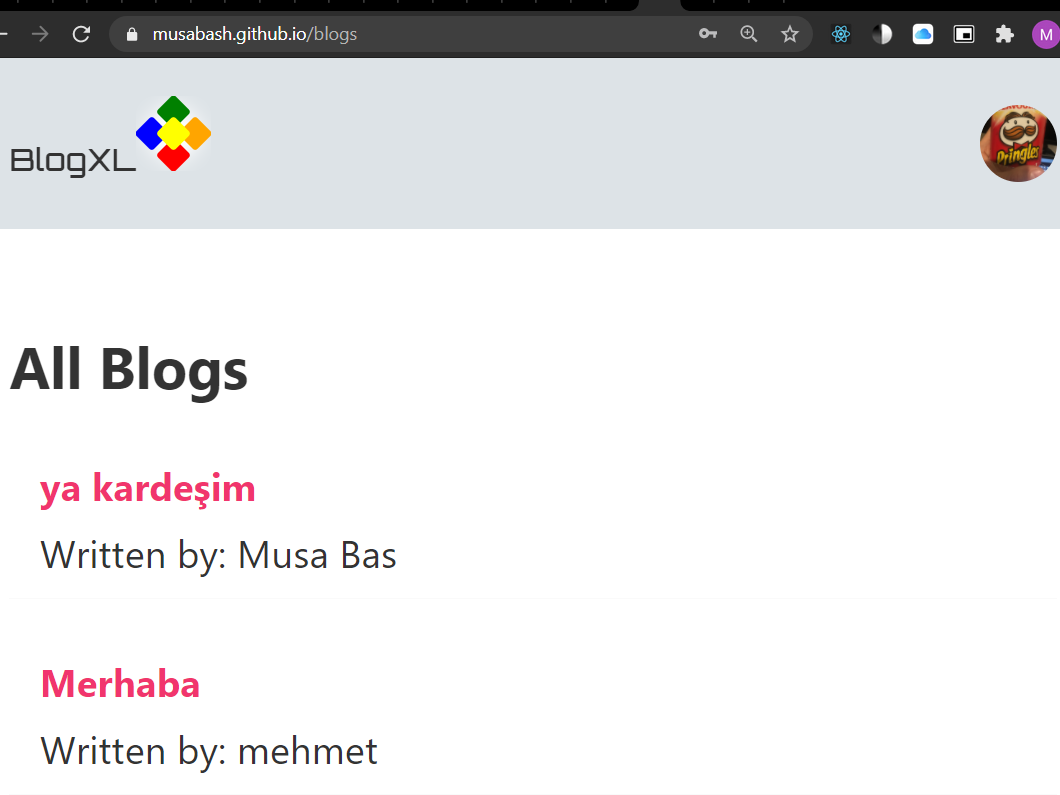 musabash.github.io/blogs
M
BlogXL
Pringles
All Blogs
ya kardeşim
Written by: Musa Bas
Merhaba
Written by: mehmet